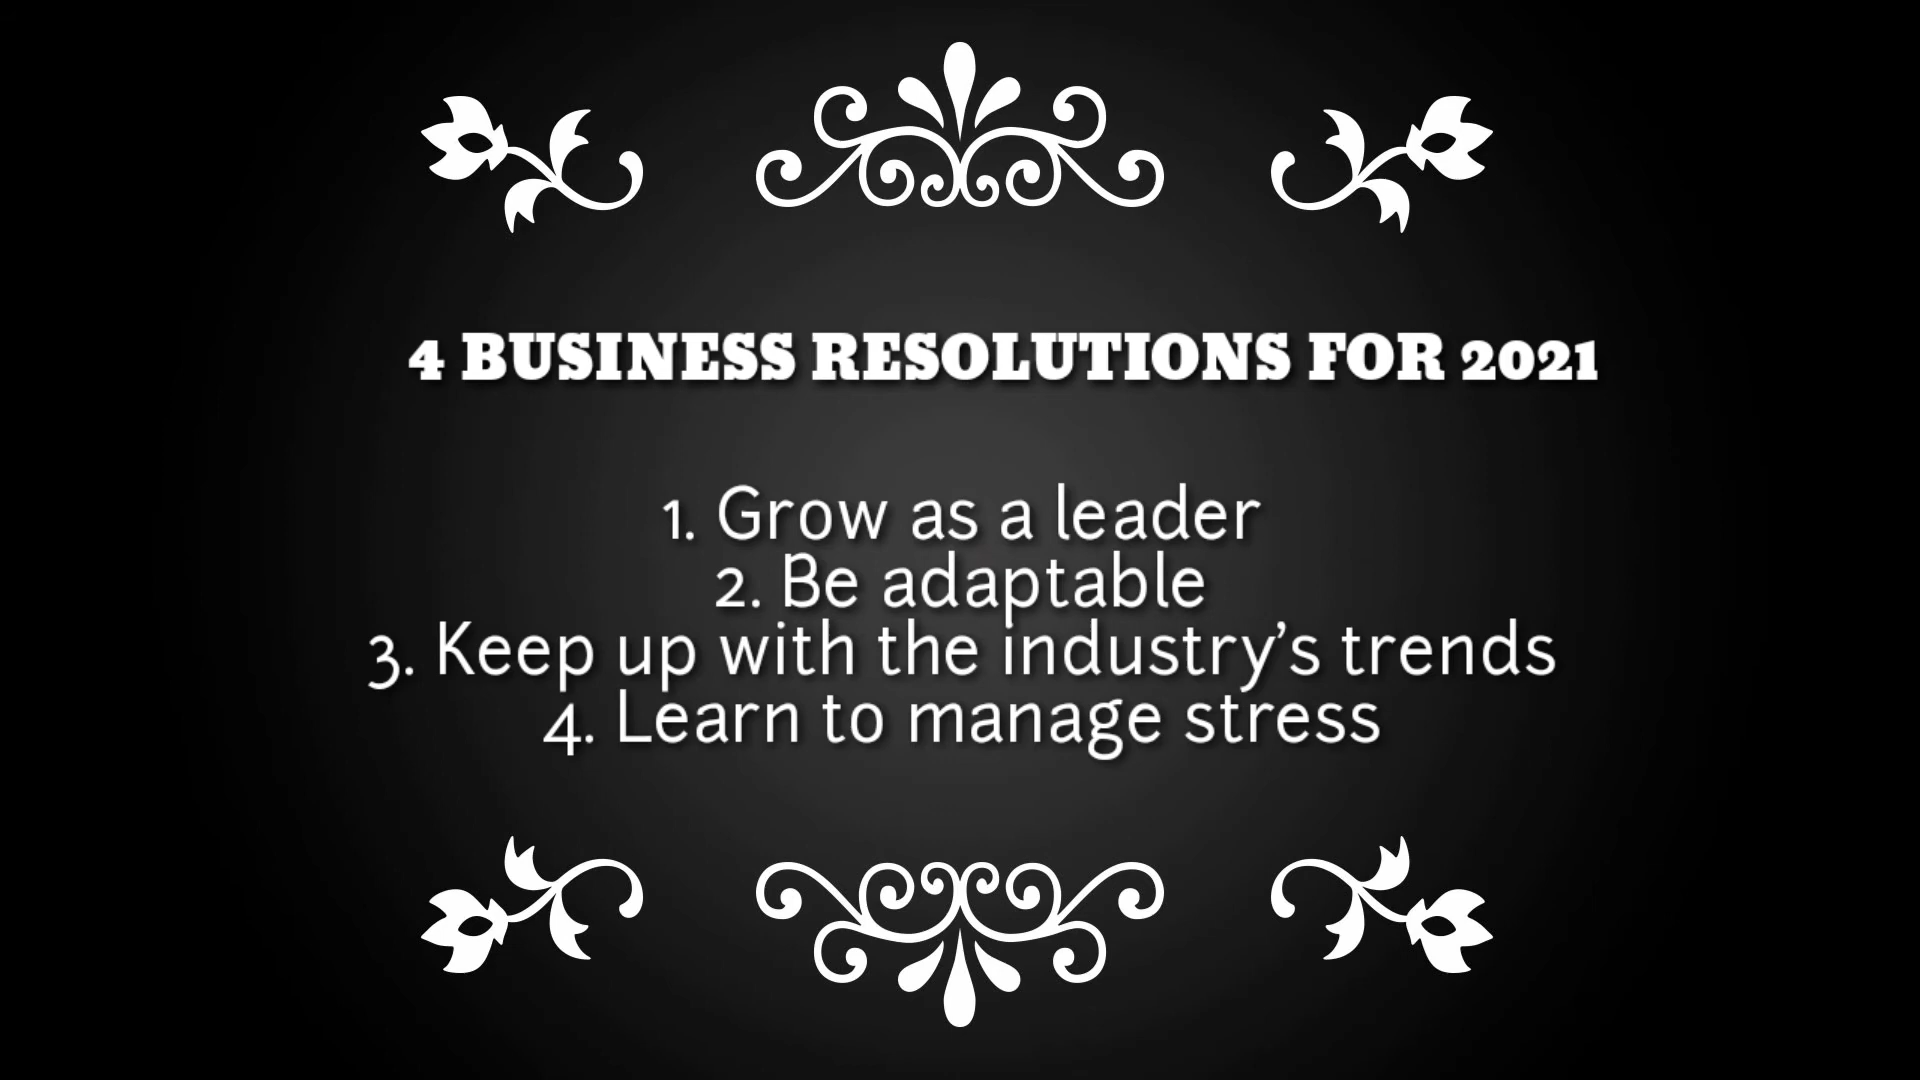 4 BUSINESS RESOLUTIONS FOR 2021
1. Grow as a leader
2. Be adaptable
3. Keep up with the industry’s trends
4. Learn to manage stress